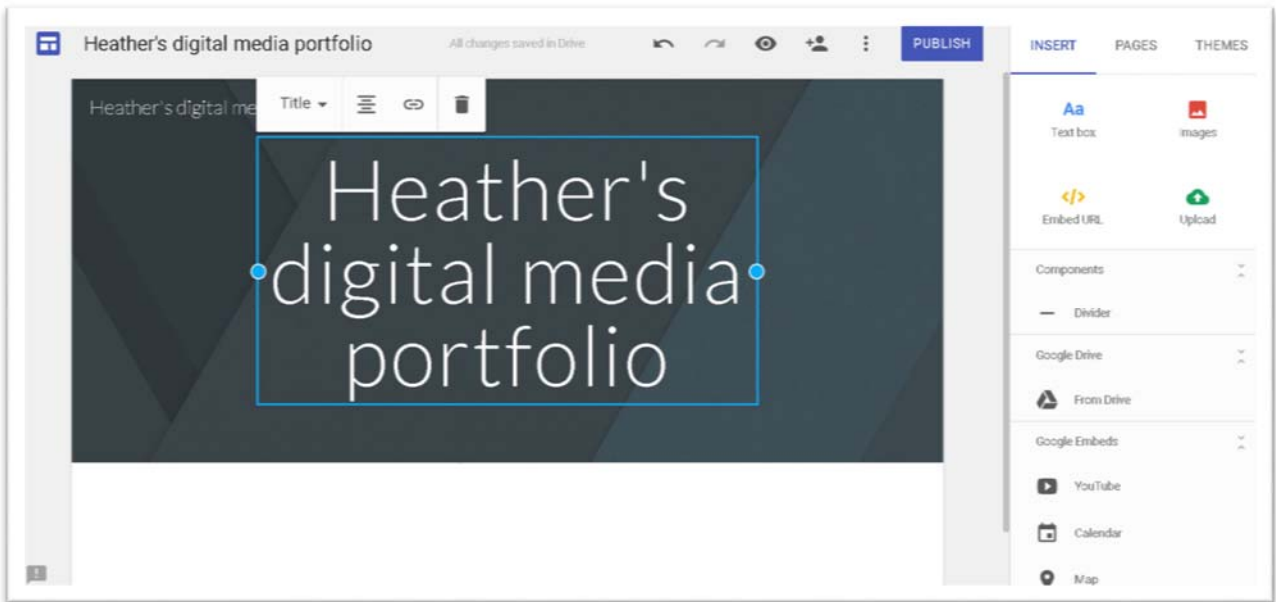 Heather's digital media portfolio
All changes saved in Drive
PUBLISH
INSERT PAGES THEMES
Heather's digital me
Title
Heather's
digital media
portfolio
Aa
Text box
Images
</>
Embed URL
Upload
Components
Divider
Google Drive
From Drive
Google Embeds
YouTube
Calendar
Map